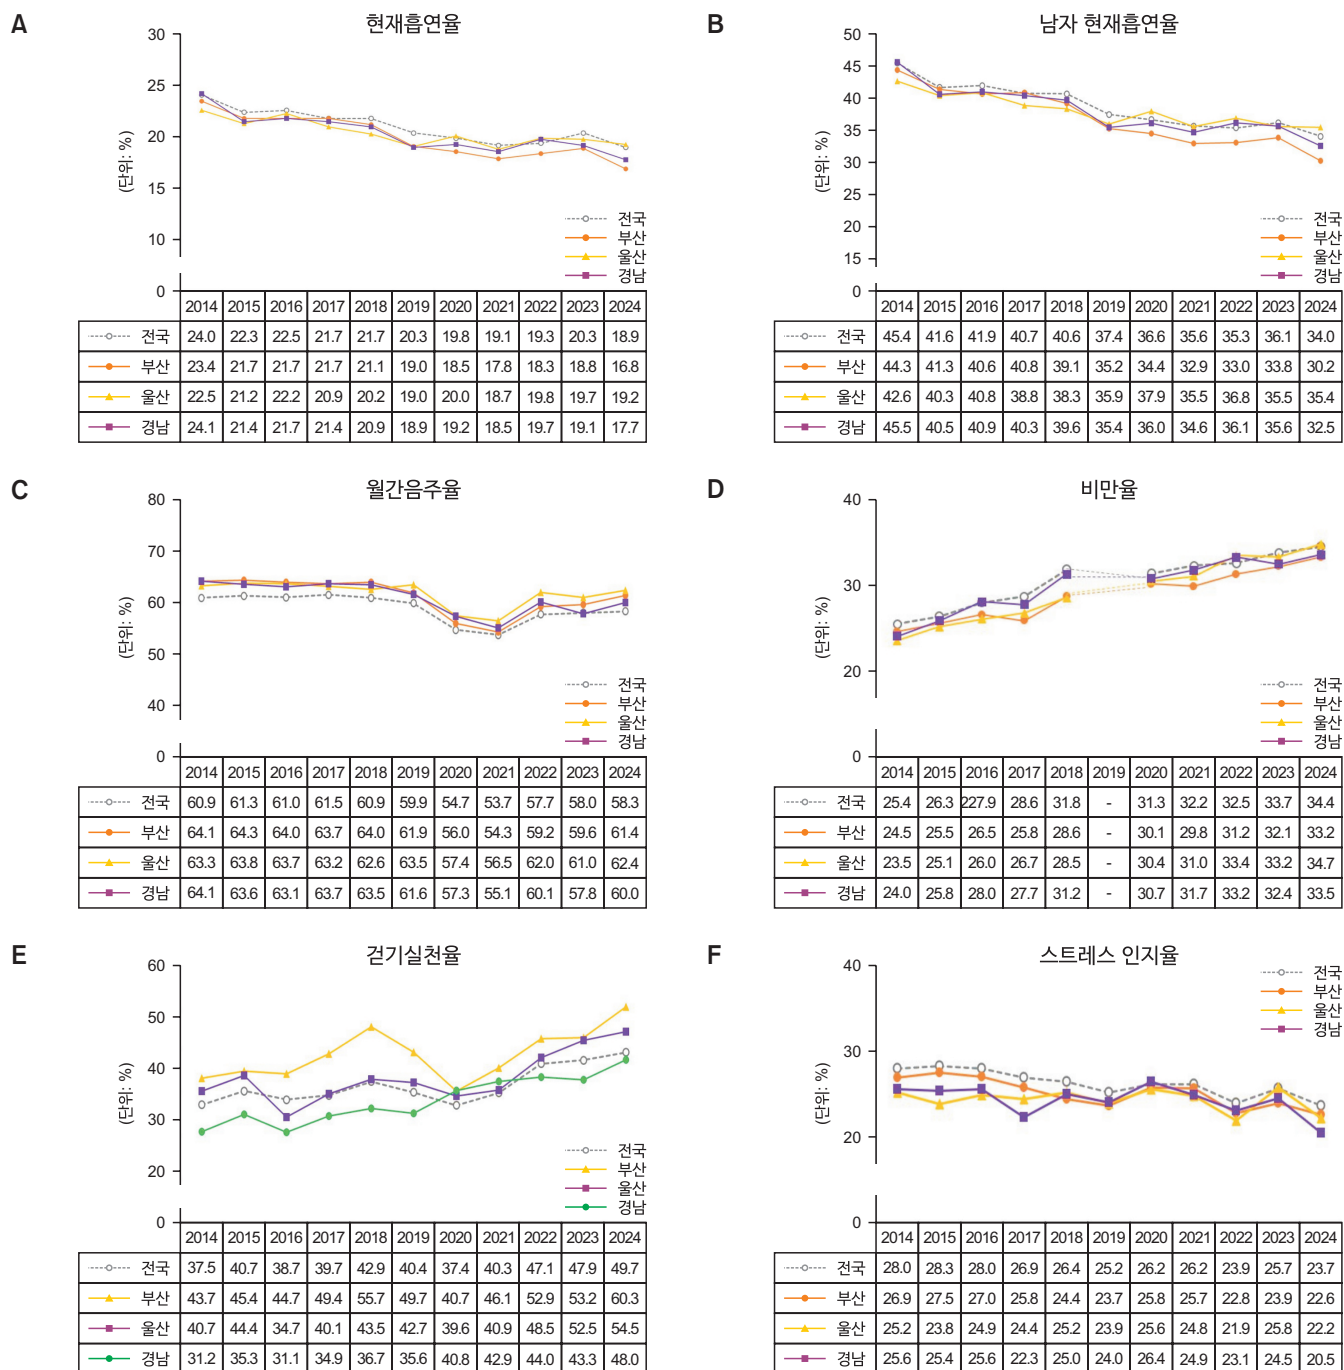 A
현재흡연율
30
25
20
15
10
0
(단위: %)
전국
부산
울산
경남
2014 2015 2016 2017 2018 2019 2020 2021 2022 2023 2024
전국 24.0 22.3 22.5 21.7 21.7 20.3 19.8 19.1 19.3 20.3 18.9
부산 23.4 21.7 21.7 21.7 21.1 19.0 18.5 17.8 18.3 18.8 16.8
울산 22.5 21.2 22.2 20.9 20.2 19.0 20.0 18.7 19.8 19.7 19.2
경남 24.1 21.4 21.7 21.4 20.9 18.9 19.2 18.5 19.7 19.1 17.7
B
남자 현재흡연율
50
45
40
35
30
25
20
15
0
(단위: %)
전국
부산
울산
경남
2014 2015 2016 2017 2018 2019 2020 2021 2022 2023 2024
전국 45.4 41.6 41.9 40.7 40.6 37.4 36.6 35.6 35.3 36.1 34.0
부산 44.3 41.3 40.6 40.8 39.1 35.2 34.4 32.9 33.0 33.8 30.2
울산 42.6 40.3 40.8 38.8 38.3 35.9 37.9 35.5 36.8 35.5 35.4
경남 45.5 40.5 40.9 40.3 39.6 35.4 36.0 34.6 36.1 35.6 32.5
C
월간음주율
80
70
60
50
40
0
(단위: %)
전국
부산
울산
경남
2014 2015 2016 2017 2018 2019 2020 2021 2022 2023 2024
전국 60.9 61.3 61.0 61.5 60.9 59.9 54.7 53.7 57.7 58.0 58.3
부산 64.1 64.3 64.0 63.7 64.0 61.9 56.0 54.3 59.2 59.6 61.4
울산 63.3 63.8 63.7 63.2 62.6 63.5 57.4 56.5 62.0 61.0 62.4
경남 64.1 63.6 63.1 63.7 63.5 61.6 57.3 55.1 60.1 57.8 60.0
D
비만율
40
30
20
0
(단위: %)
전국
부산
울산
경남
2014 2015 2016 2017 2018 2019 2020 2021 2022 2023 2024
전국 25.4 26.3 227.9 28.6 31.8 - 31.3 32.2 32.5 33.7 34.4
부산 24.5 25.5 26.5 25.8 28.6 - 30.1 29.8 31.2 32.1 33.2
울산 23.5 25.1 26.0 26.7 28.5 - 30.4 31.0 33.4 33.2 34.7
경남 24.0 25.8 28.0 27.7 31.2 - 30.7 31.7 33.2 32.4 33.5
E
걷기실천율
60
50
40
30
20
0
(단위: %)
전국
부산
울산
경남
2014 2015 2016 2017 2018 2019 2020 2021 2022 2023 2024
전국 37.5 40.7 38.7 39.7 42.9 40.4 37.4 40.3 47.1 47.9 49.7
부산 43.7 45.4 44.7 49.4 55.7 49.7 40.7 46.1 52.9 53.2 60.3
울산 40.7 44.4 34.7 40.1 43.5 42.7 39.6 40.9 48.5 52.5 54.5
경남 31.2 35.3 31.1 34.9 36.7 35.6 40.8 42.9 44.0 43.3 48.0
F
스트레스 인지율
40
30
20
0
(단위: %)
전국
부산
울산
경남
2014 2015 2016 2017 2018 2019 2020 2021 2022 2023 2024
전국 28.0 28.3 28.0 26.9 26.4 25.2 26.2 26.2 23.9 25.7 23.7
부산 26.9 27.5 27.0 25.8 24.4 23.7 25.8 25.7 22.8 23.9 22.6
울산 25.2 23.8 24.9 24.4 25.2 23.9 25.6 24.8 21.9 25.8 22.2
경남 25.6 25.4 25.6 22.3 25.0 24.0 26.4 24.9 23.1 24.5 20.5